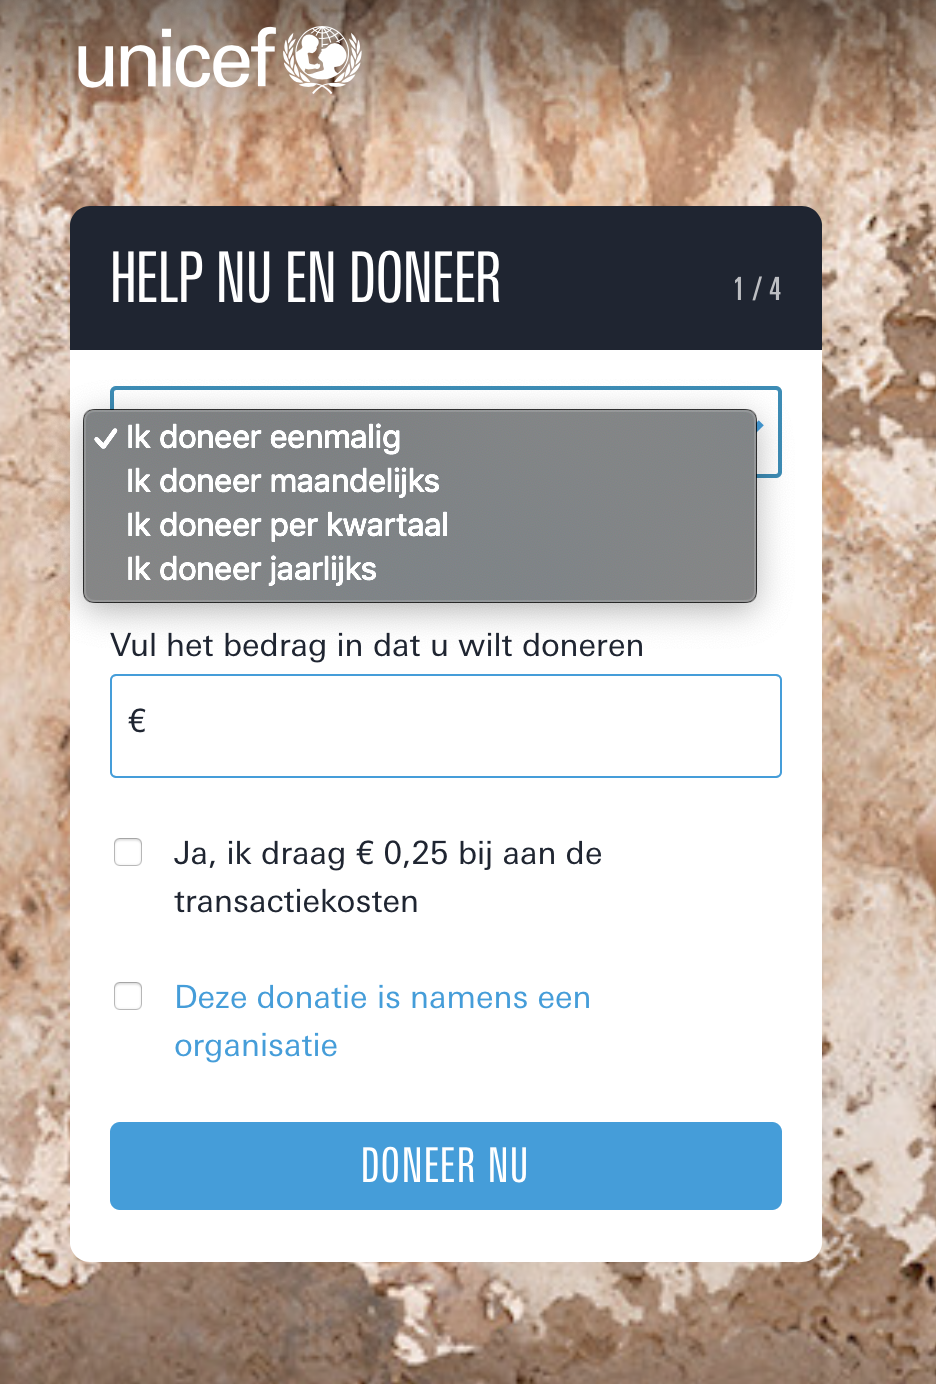 unicef
HELP NU EN DONEER
1 / 4
✓ Ik doneer eenmalig
Ik doneer maandelijks
Ik doneer per kwartaal
Ik doneer jaarlijks
Vul het bedrag in dat u wilt doneren
€
Ja, ik draag € 0,25 bij aan de
transactiekosten
Deze donatie is namens een
organisatie
DONEER NU